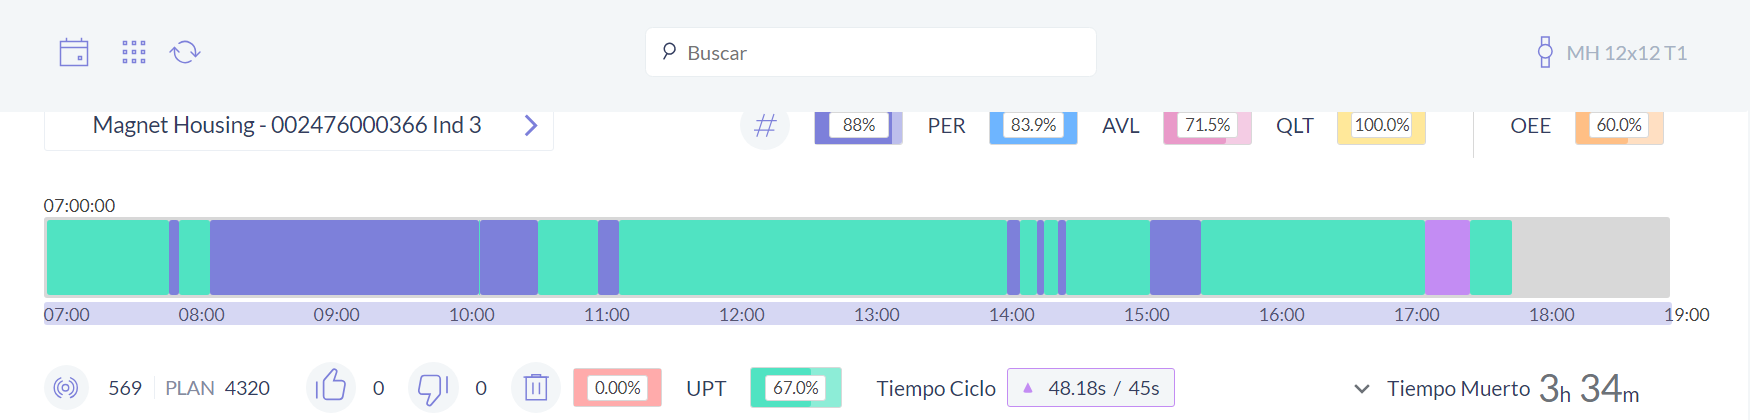 Buscar
MH 12x12 T1
Magnet Housing - 002476000366 Ind 3 # 88% PER 83.9% AVL 71.5% QLT 100.0% OEE 60.0%
07:00:00
07:00 08:00 09:00 10:00 11:00 12:00 13:00 14:00 15:00 16:00 17:00 18:00 19:00
569 PLAN 4320 0 0 0.00% UPT 67.0% Tiempo Ciclo 48.18s / 45s Tiempo Muerto 3h 34m